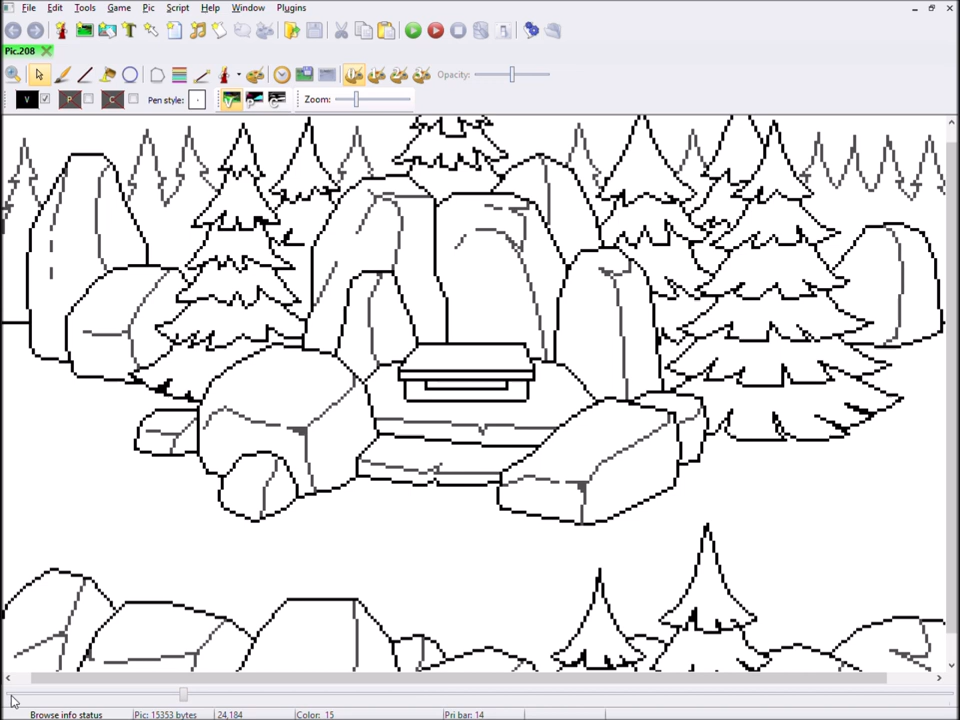 File Edit Tools Game Pic Script Help Window Plugins
Pic.208
Opacity:
V P C Pen style: V P C Zoom:
Browse info status Pic: 15353 bytes 24,184 Color: 15 Pri bar: 14